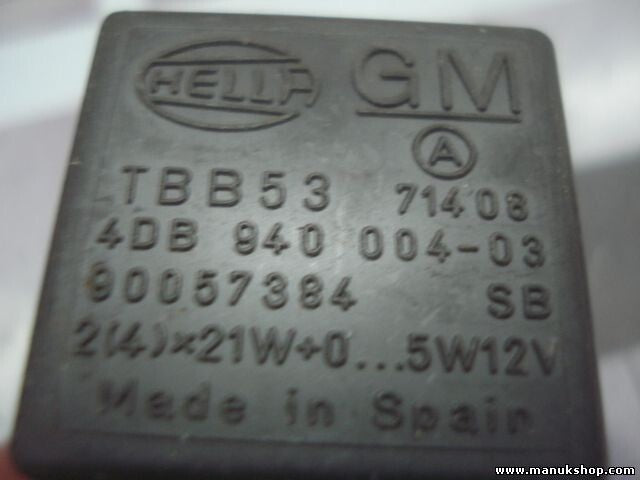 HELLA GM
A
TBB53 71408
4DB 940 004-03
90057384 SB
2(4)x21W+0...5W12V
Made in Spain
www.manukshop.com